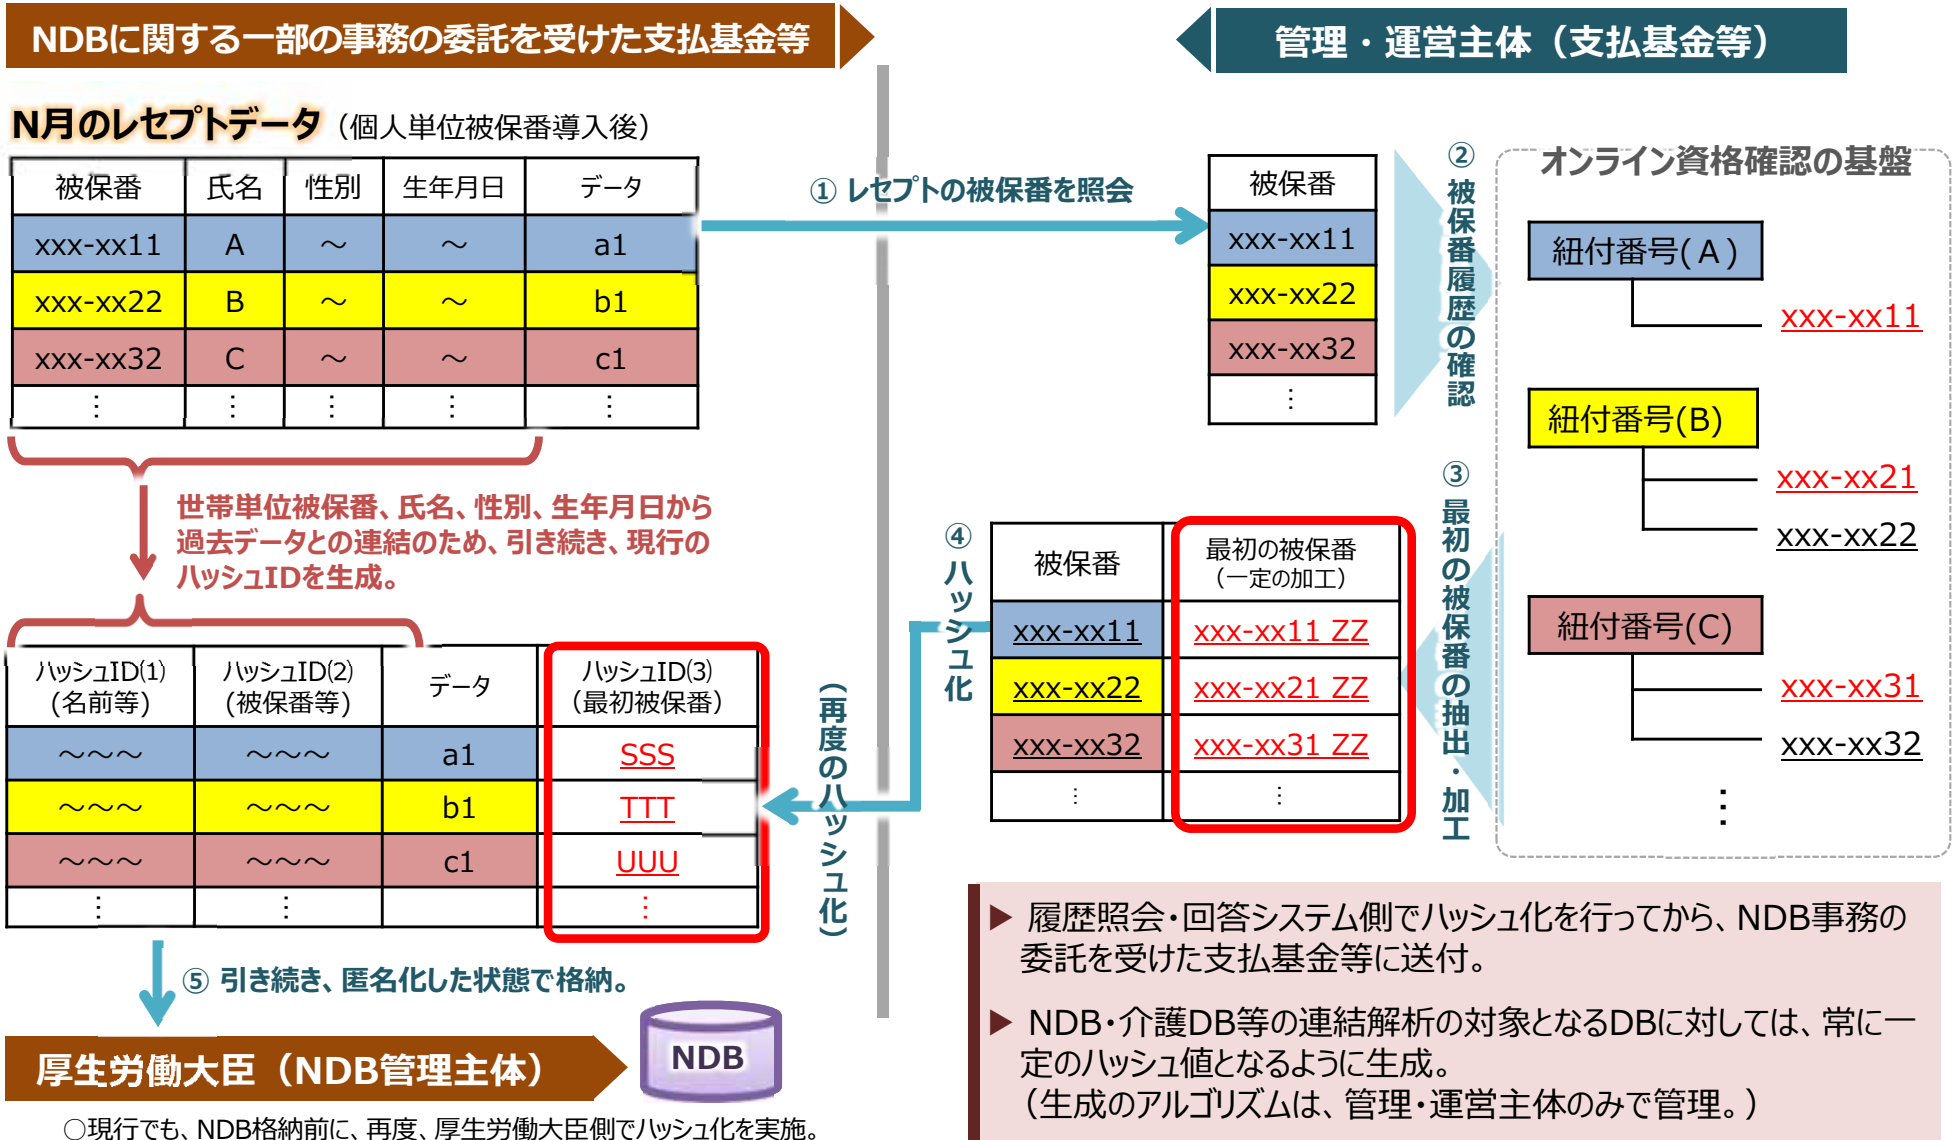 NDBに関する一部の事務の委託を受けた支払基金等
管理・運営主体（支払基金等）
N月のレセプトデータ（個人単位被保番導入後）
被保番 氏名 性別 生年月日 データ
xxx-xx11 A ～ ～ a1
xxx-xx22 B ～ ～ b1
xxx-xx32 C ～ ～ c1
⋮ ⋮ ⋮ ⋮ ⋮
① レセプトの被保番を照会
被保番
xxx-xx11
xxx-xx22
xxx-xx32
⋮
②被保番履歴の確認
オンライン資格確認の基盤
紐付番号(A)
xxx-xx11
紐付番号(B)
xxx-xx21
xxx-xx22
紐付番号(C)
xxx-xx31
xxx-xx32
⋮
③最初の被保番の抽出・加工
被保番 最初の被保番
（一定の加工）
xxx-xx11 xxx-xx11 ZZ
xxx-xx22 xxx-xx21 ZZ
xxx-xx32 xxx-xx31 ZZ
⋮ ⋮
④ハッシュ化
（再度のハッシュ化）
世帯単位被保番、氏名、性別、生年月日から
過去データとの連結のため、引き続き、現行の
ハッシュIDを生成。
ハッシュID(1) ハッシュID(2) データ ハッシュID(3)
(名前等) (被保番等) （最初被保番）
～～～ ～～～ a1 SSS
～～～ ～～～ b1 TTT
～～～ ～～～ c1 UUU
⋮ ⋮ ⋮
⑤ 引き続き、匿名化した状態で格納。
厚生労働大臣（NDB管理主体）
NDB
○現行でも、NDB格納前に、再度、厚生労働大臣側でハッシュ化を実施。
▶ 履歴照会・回答システム側でハッシュ化を行ってから、NDB事務の
委託を受けた支払基金等に送付。
▶ NDB・介護DB等の連結解析の対象となるDBに対しては、常に一
定のハッシュ値となるように生成。
（生成のアルゴリズムは、管理・運営主体のみで管理。）